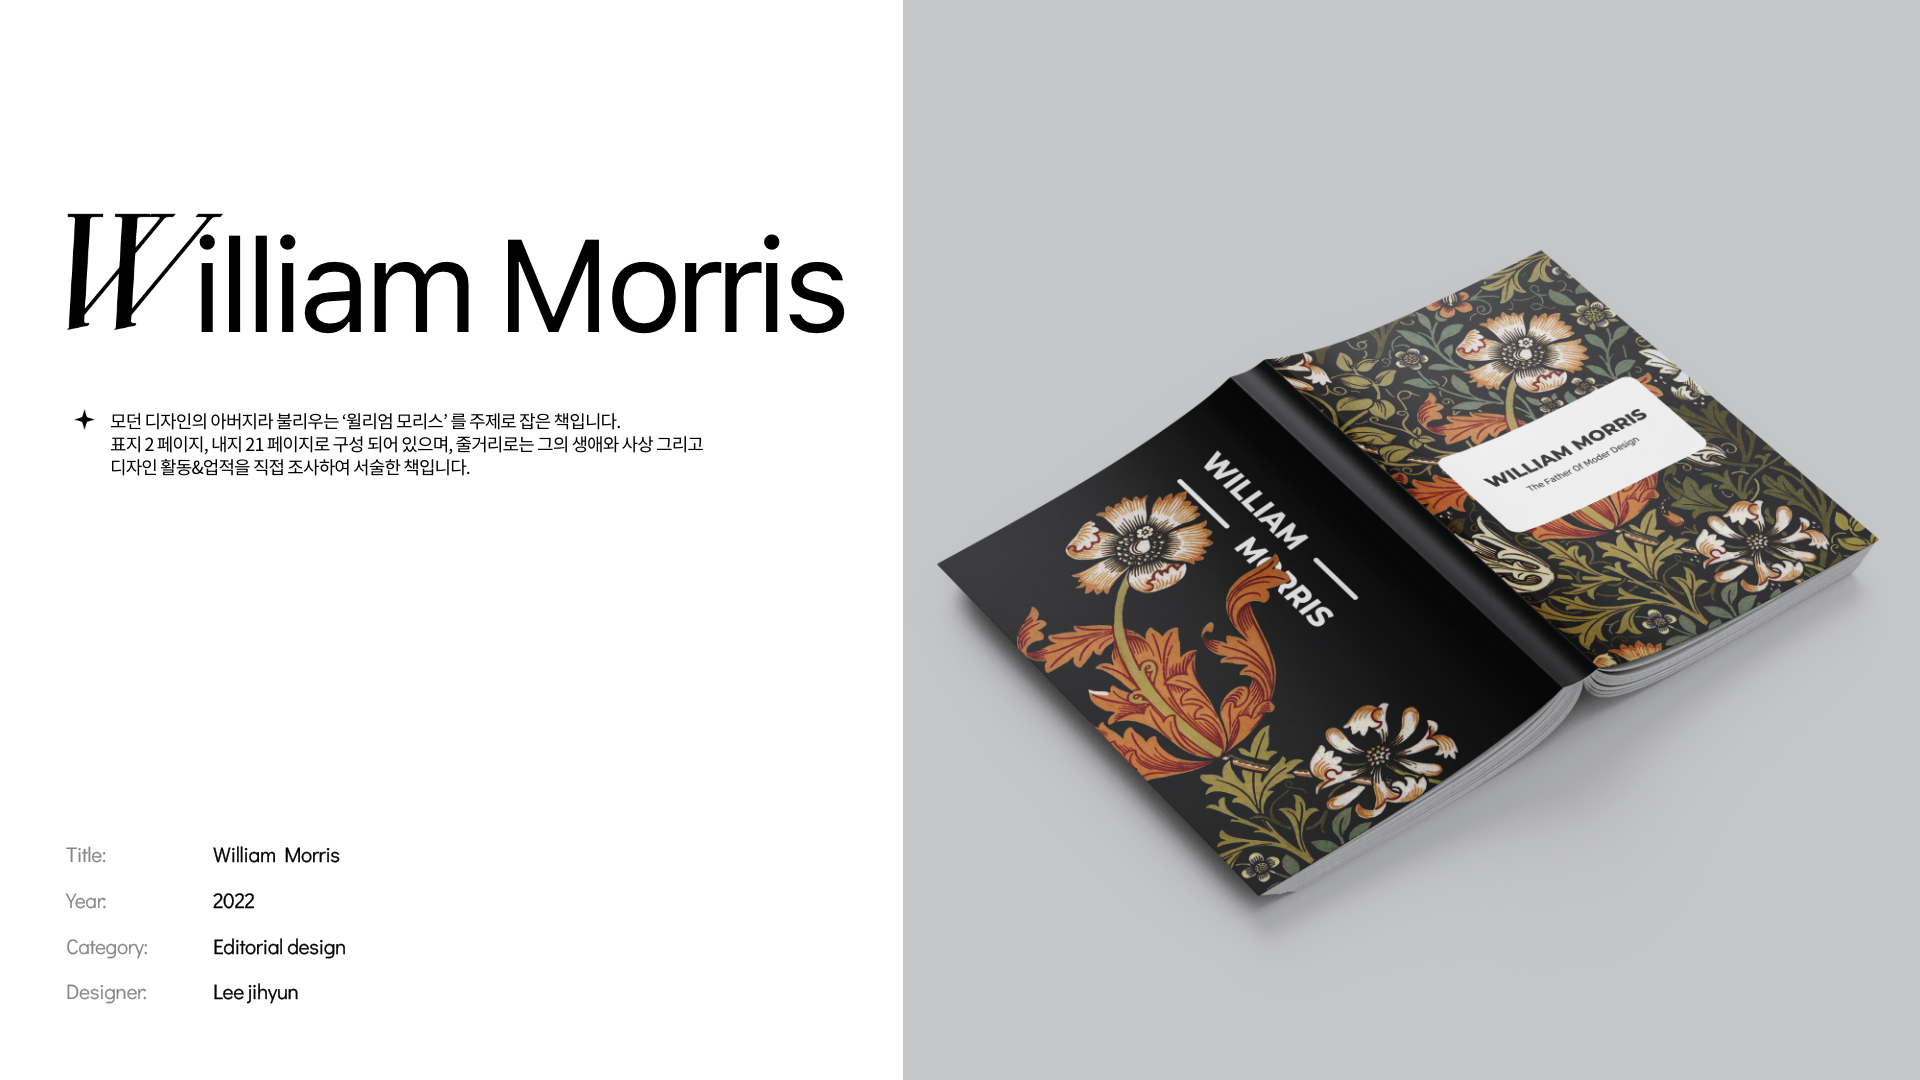 William Morris
모던 디자인의 아버지라 불리우는 ‘윌리엄 모리스’ 를 주제로 잡은 책입니다.
표지 2 페이지, 내지 21 페이지로 구성 되어 있으며, 줄거리로는 그의 생애와 사상 그리고
디자인 활동&업적을 직접 조사하여 서술한 책입니다.
Title: William Morris
Year: 2022
Category: Editorial design
Designer: Lee jihyun
WILLIAM
MORRIS
WILLIAM MORRIS
The Father Of Moder Design